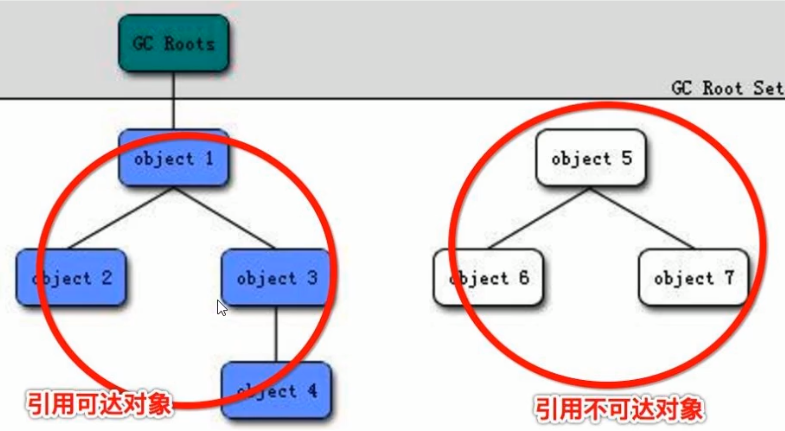 GC Roots
GC Root Set
object 1
object 5
object 2
object 3
object 6
object 7
object 4
引用可达对象
引用不可达对象